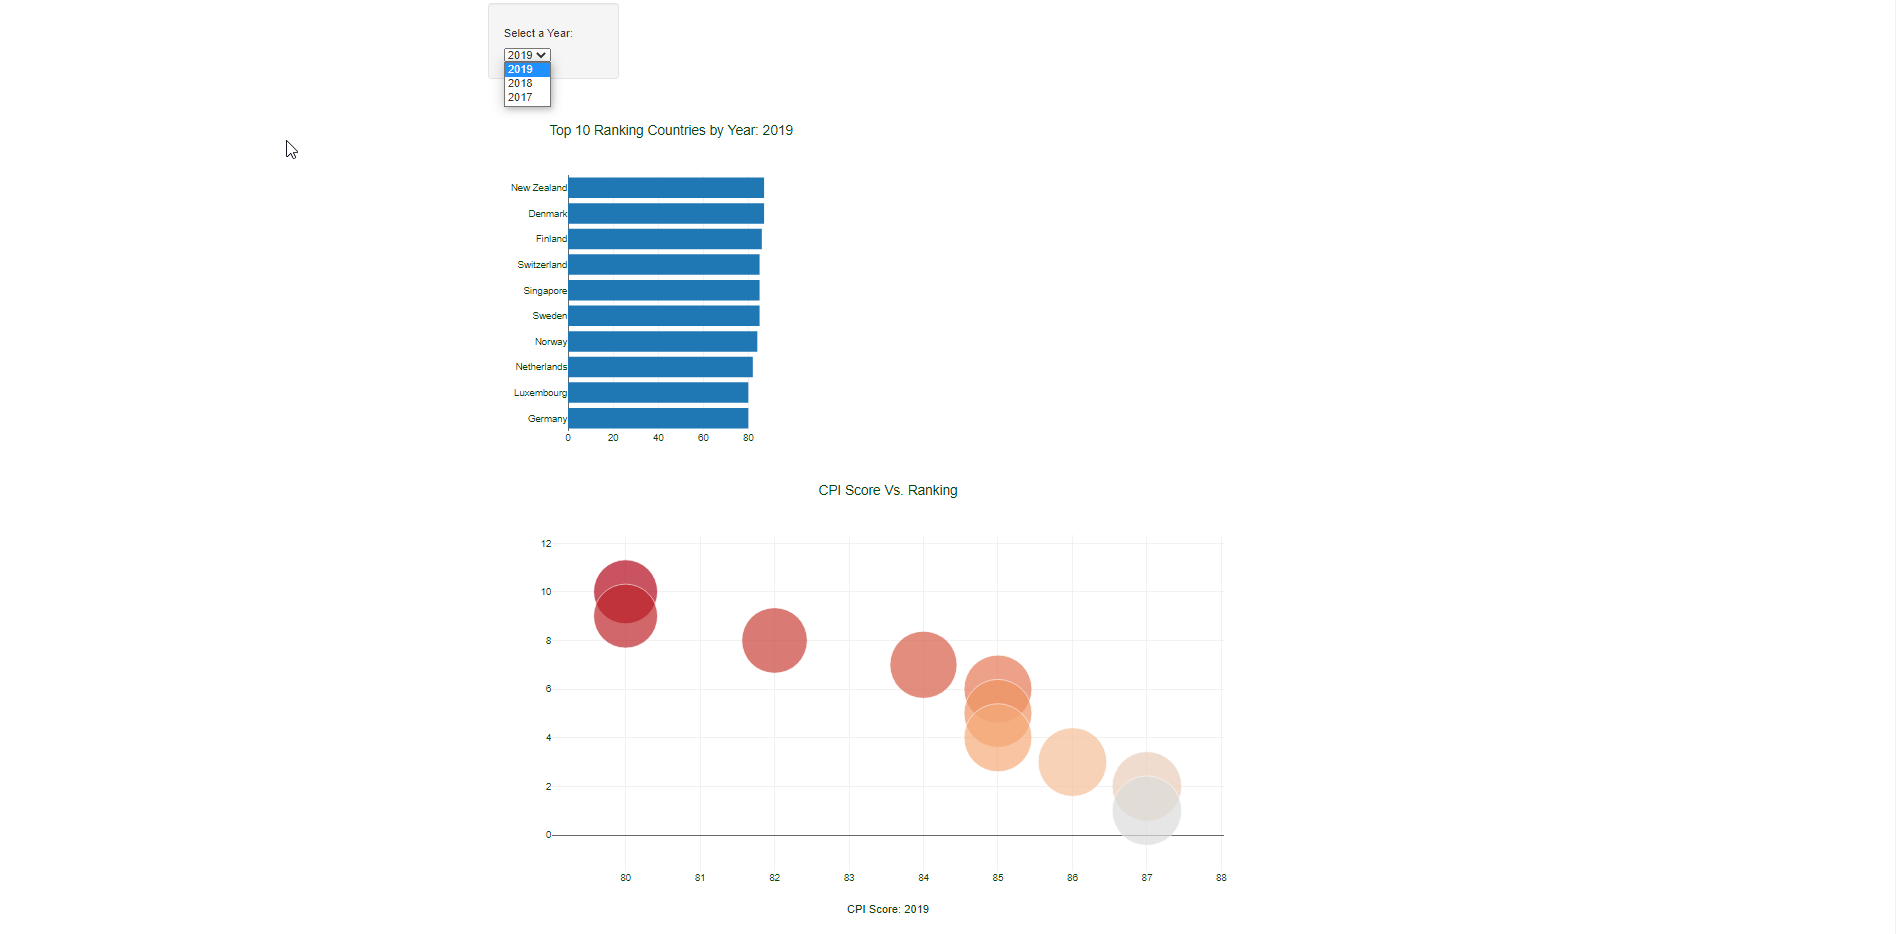 Select a Year:
2019
2019
2018
2017
Top 10 Ranking Countries by Year: 2019
New Zealand
Denmark
Finland
Switzerland
Singapore
Sweden
Norway
Netherlands
Luxembourg
Germany
0 20 40 60 80
CPI Score Vs. Ranking
12
10
8
6
4
2
0
80 81 82 83 84 85 86 87 88
CPI Score: 2019